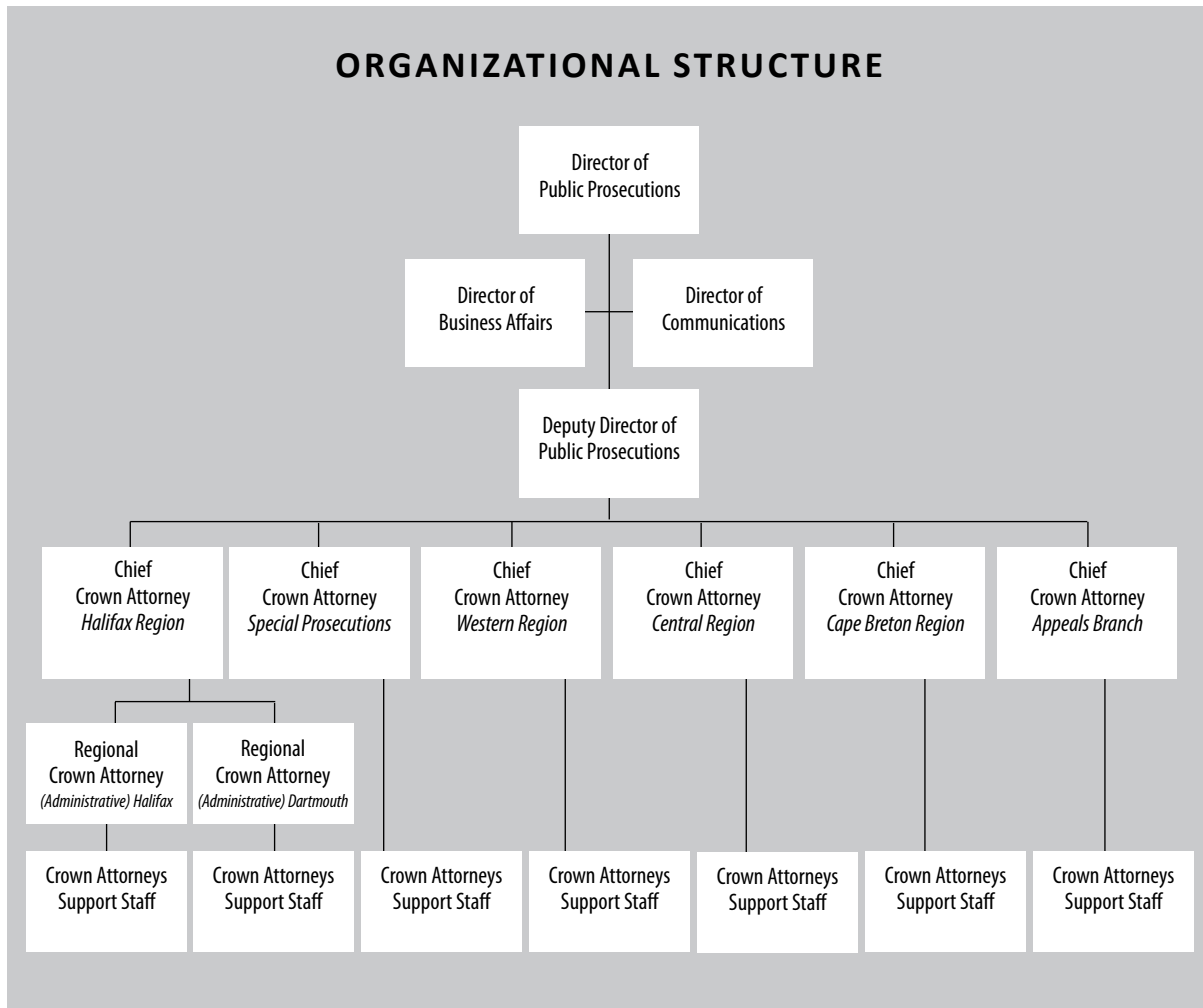 ORGANIZATIONAL STRUCTURE
Director of
Public Prosecutions
Director of
Business Affairs
Director of
Communications
Deputy Director of
Public Prosecutions
Chief
Crown Attorney
Halifax Region
Chief
Crown Attorney
Special Prosecutions
Chief
Crown Attorney
Western Region
Chief
Crown Attorney
Central Region
Chief
Crown Attorney
Cape Breton Region
Chief
Crown Attorney
Appeals Branch
Regional
Crown Attorney
(Administrative) Halifax
Regional
Crown Attorney
(Administrative) Dartmouth
Crown Attorneys
Support Staff
Crown Attorneys
Support Staff
Crown Attorneys
Support Staff
Crown Attorneys
Support Staff
Crown Attorneys
Support Staff
Crown Attorneys
Support Staff
Crown Attorneys
Support Staff